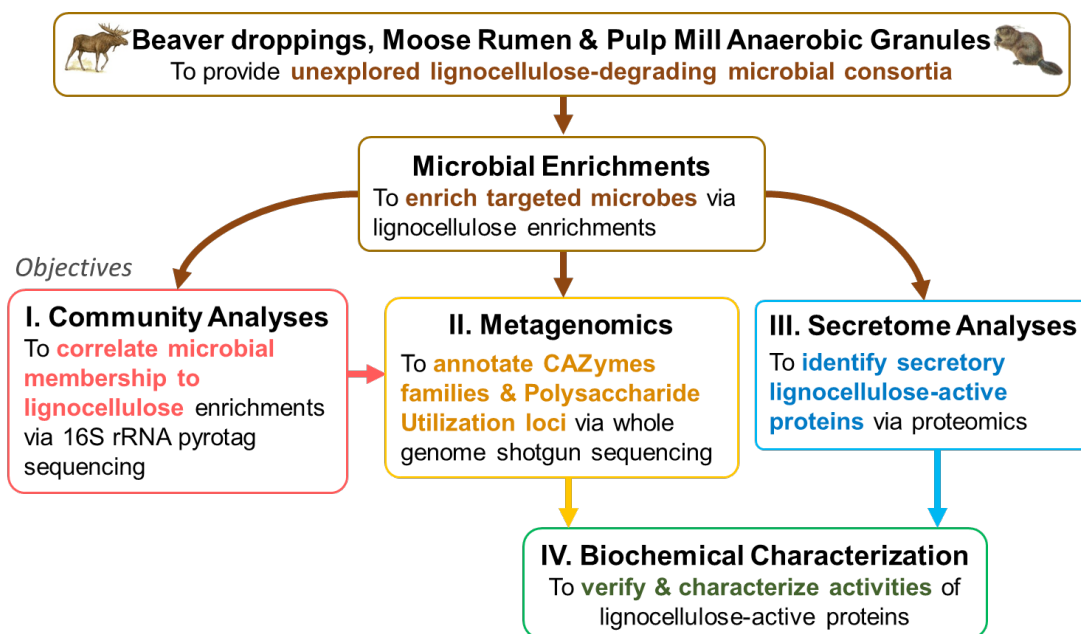 Beaver droppings, Moose Rumen & Pulp Mill Anaerobic Granules
To provide unexplored lignocellulose-degrading microbial consortia
Microbial Enrichments
To enrich targeted microbes via
lignocellulose enrichments
Objectives
I. Community Analyses
To correlate microbial
membership to
lignocellulose enrichments
via 16S rRNA pyrotag
sequencing
II. Metagenomics
To annotate CAZymes
families & Polysaccharide
Utilization loci via whole
genome shotgun sequencing
III. Secretome Analyses
To identify secretory
lignocellulose-active
proteins via proteomics
IV. Biochemical Characterization
To verify & characterize activities of
lignocellulose-active proteins